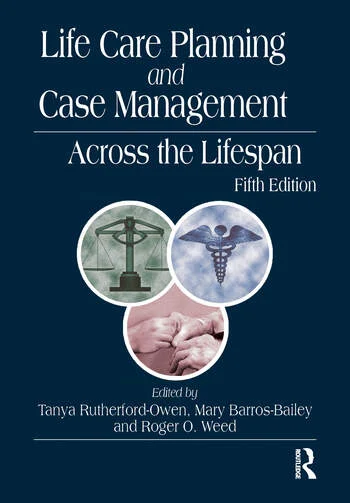 Life Care Planning
and
Case Management
Across the Lifespan
Fifth Edition
Edited by
Tanya Rutherford-Owen, Mary Barros-Bailey
and Roger O. Weed
ROUTLEDGE